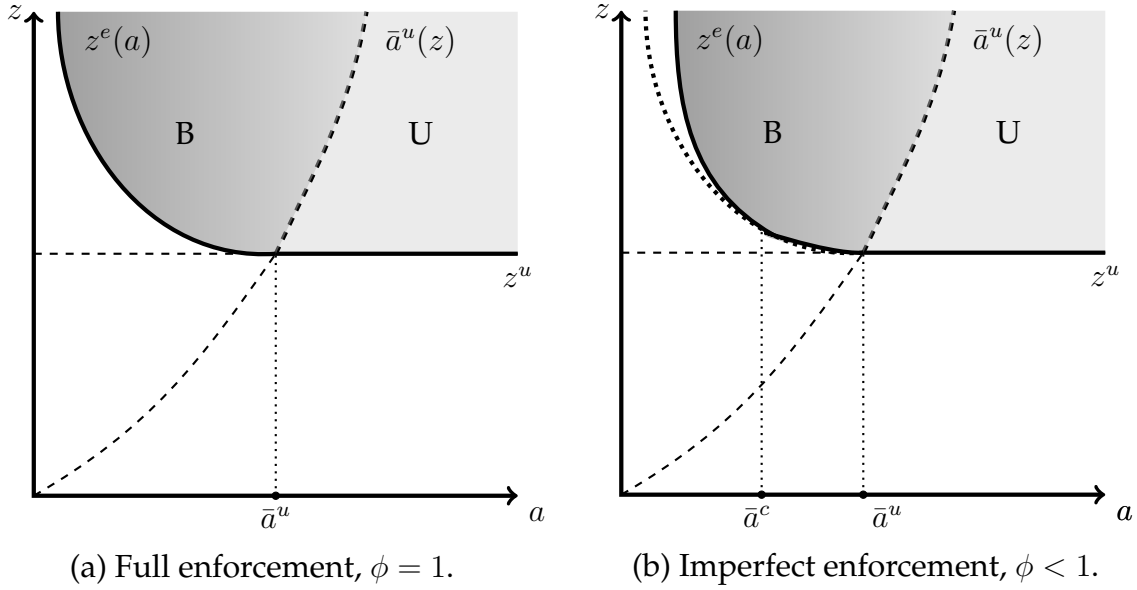 z
z^e(a)
ā^u(z)
B
U
z^u
ā^u
a
(a) Full enforcement, ϕ = 1.
z
z^e(a)
ā^u(z)
B
U
z^u
ā^c
ā^u
a
(b) Imperfect enforcement, ϕ < 1.